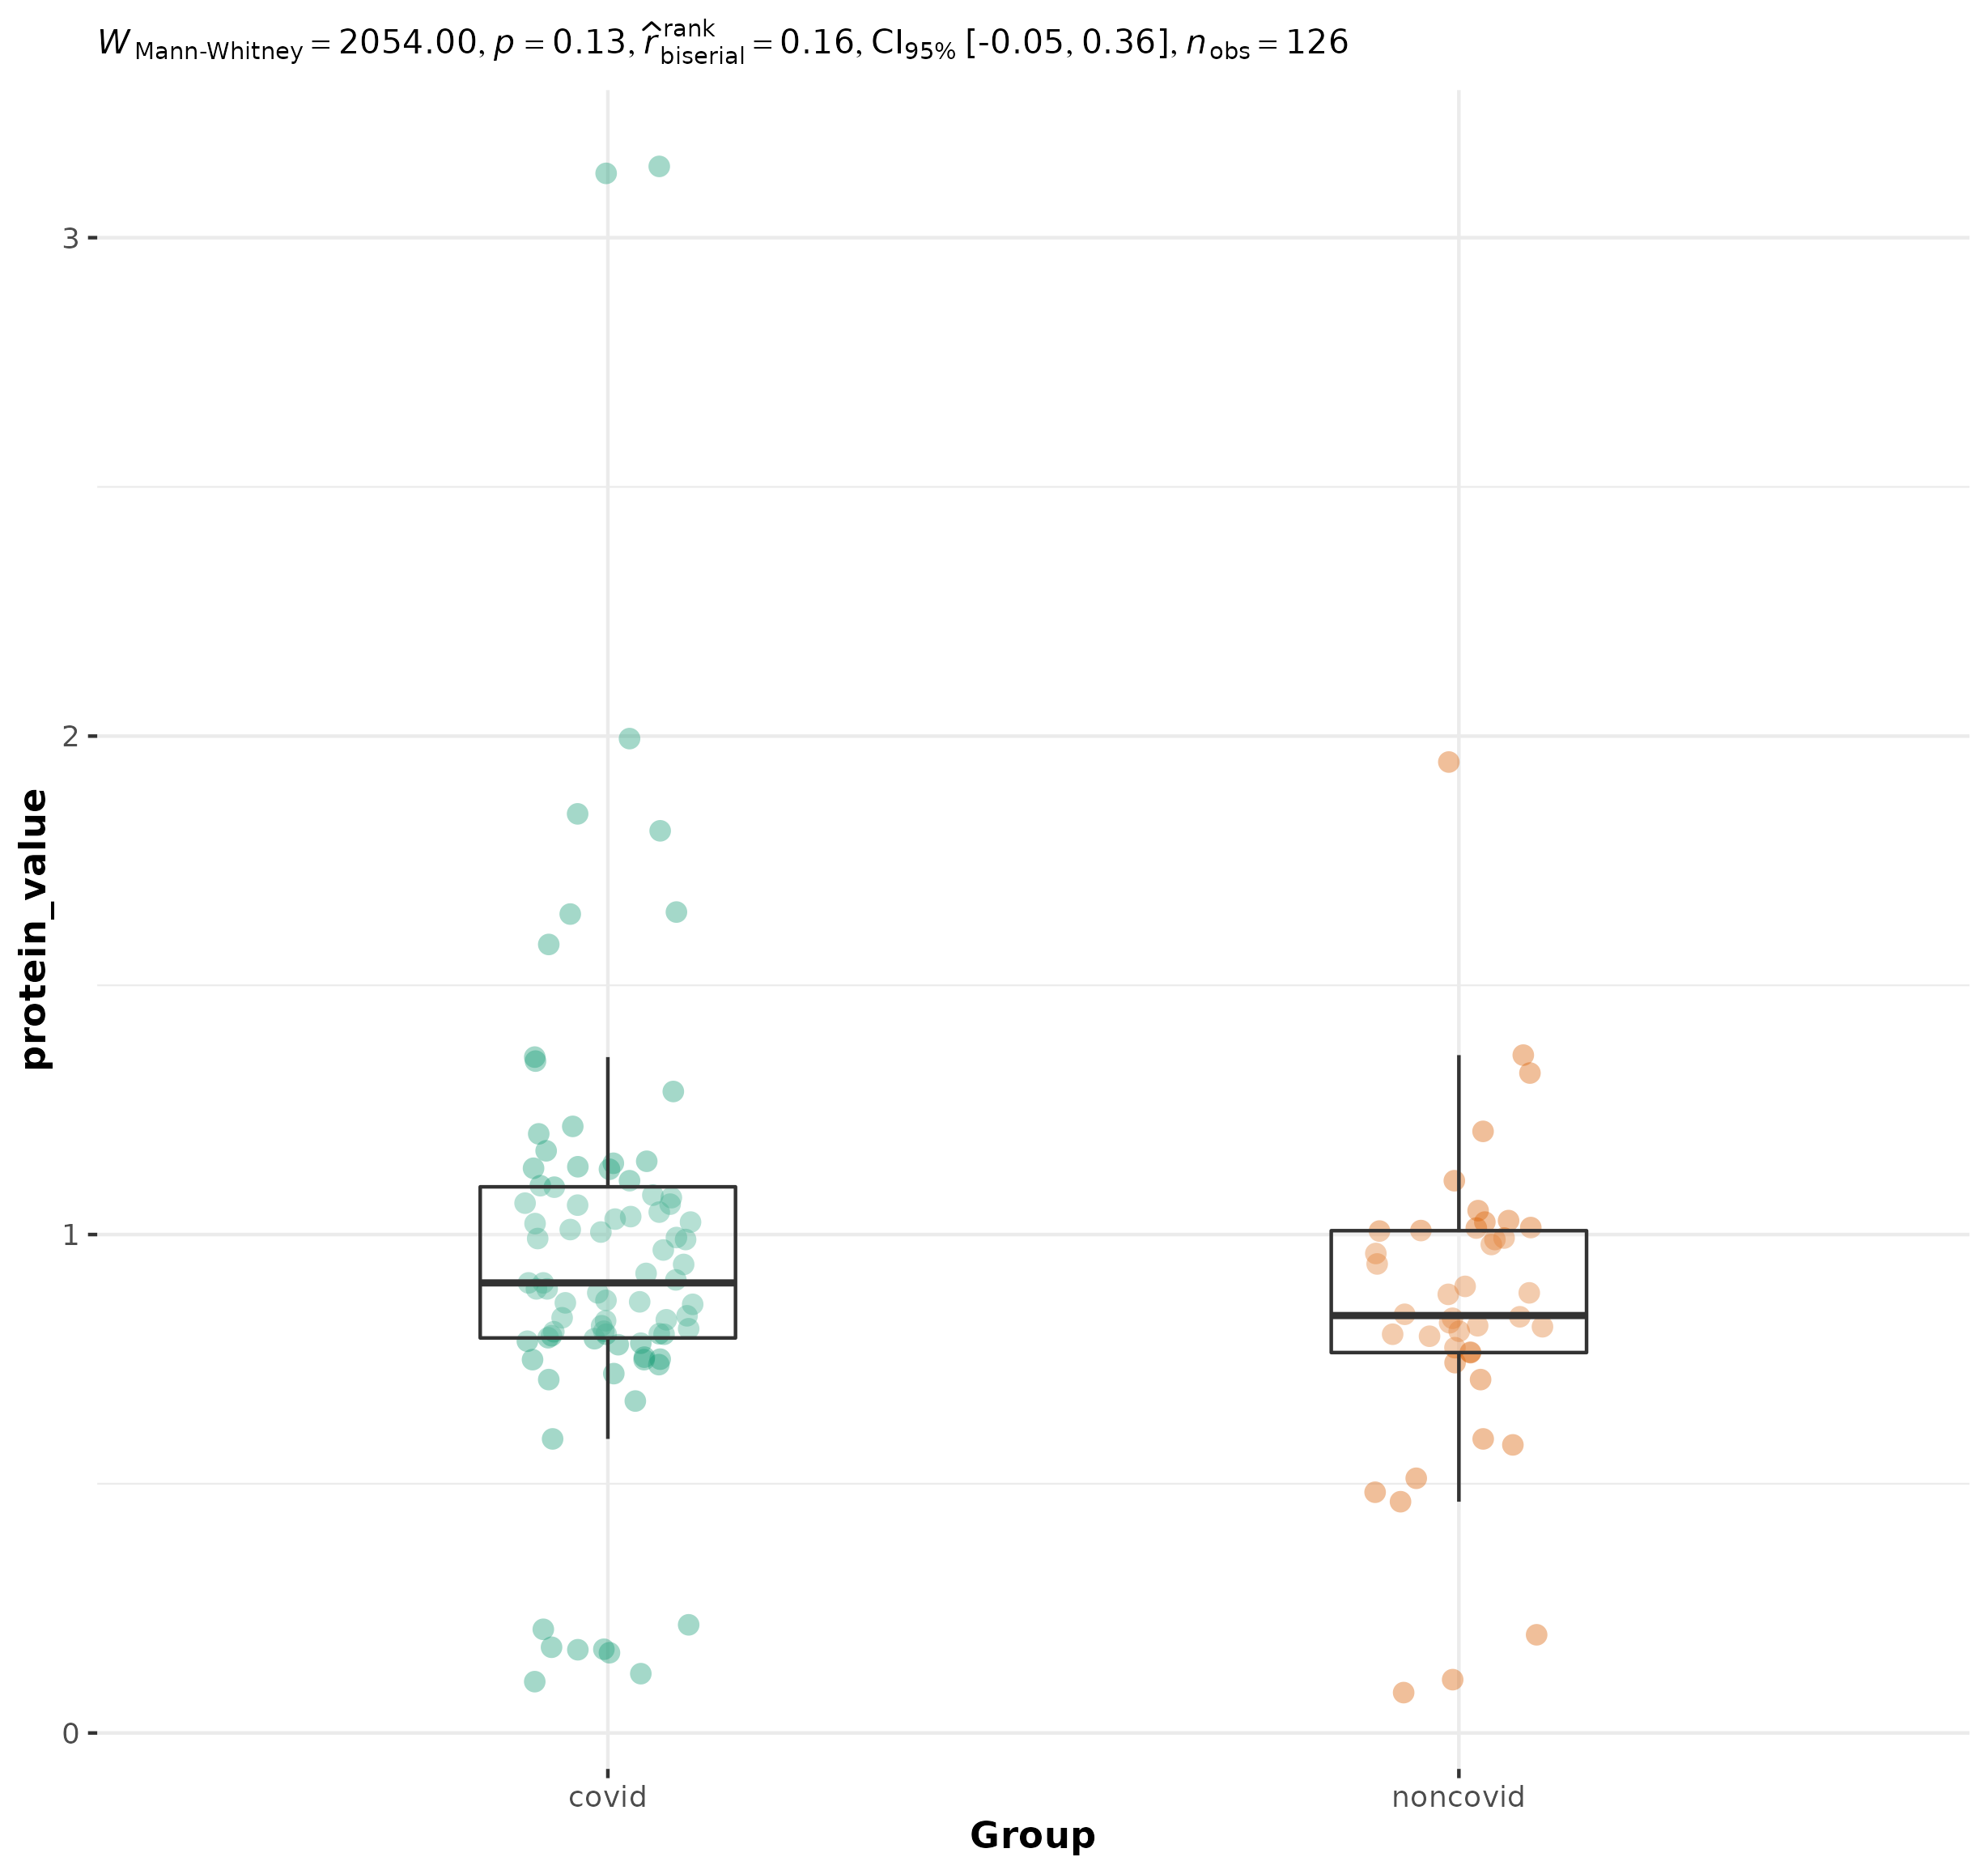 W Mann-Whitney = 2054.00, p = 0.13, r̂ rank biserial = 0.16, CI95% [-0.05, 0.36], n obs = 126
3
2
1
0
protein_value
covid noncovid
Group